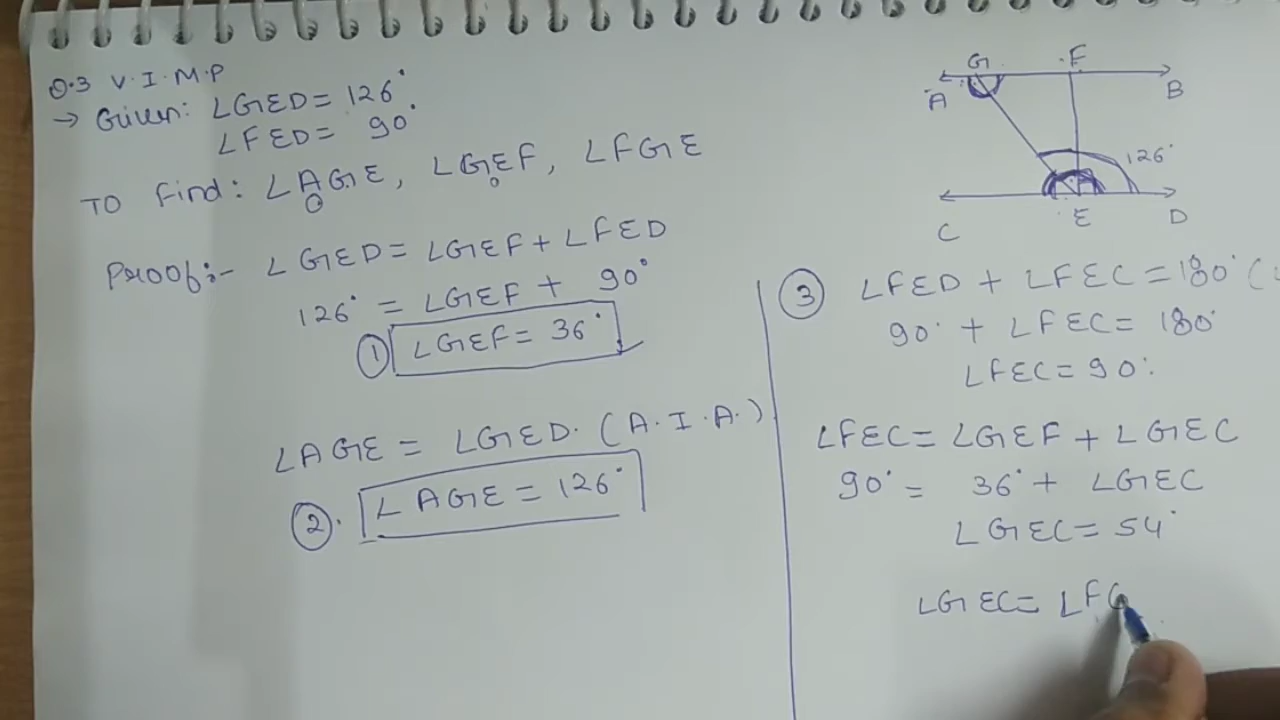 Q.3 V.I.M.P
→ Given: ∠GED = 126°
∠FED = 90°.
TO Find: ∠AGE, ∠GEF, ∠FGE
Proof:- ∠GED = ∠GEF + ∠FED
126° = ∠GEF + 90°
① ∠GEF = 36°
∠AGE = ∠GED. (A.I.A.)
②. ∠AGE = 126°
G F
A B
126°
C E D
③ ∠FED + ∠FEC = 180° (
90° + ∠FEC = 180°
∠FEC = 90°.
∠FEC = ∠GEF + ∠GEC
90° = 36° + ∠GEC
∠GEC = 54°
∠GEC = ∠FG